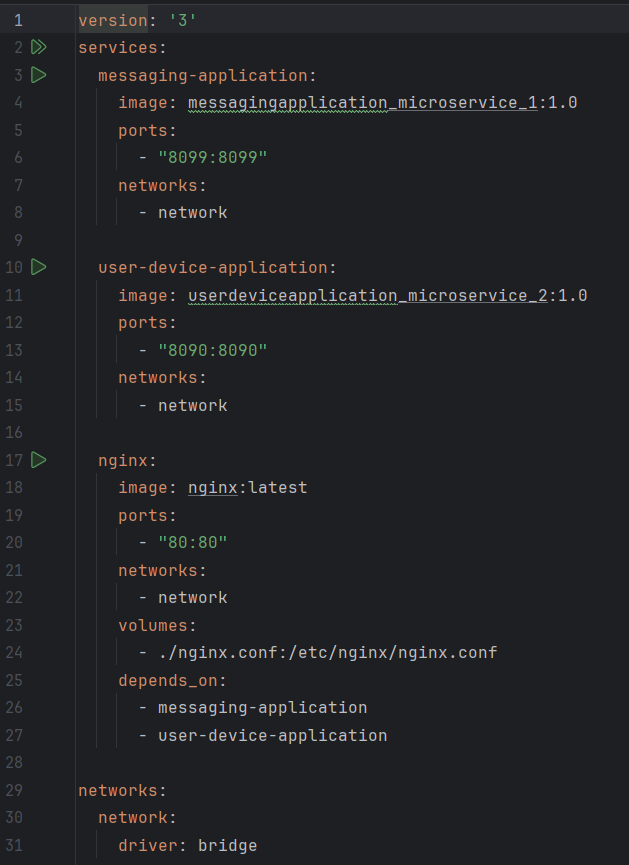 1 version: '3'
2 services:
3   messaging-application:
4     image: messagingapplication_microservice_1:1.0
5     ports:
6       - "8099:8099"
7     networks:
8       - network
9
10   user-device-application:
11     image: userdeviceapplication_microservice_2:1.0
12     ports:
13       - "8090:8090"
14     networks:
15       - network
16
17   nginx:
18     image: nginx:latest
19     ports:
20       - "80:80"
21     networks:
22       - network
23     volumes:
24       - ./nginx.conf:/etc/nginx/nginx.conf
25     depends_on:
26       - messaging-application
27       - user-device-application
28
29 networks:
30   network:
31     driver: bridge